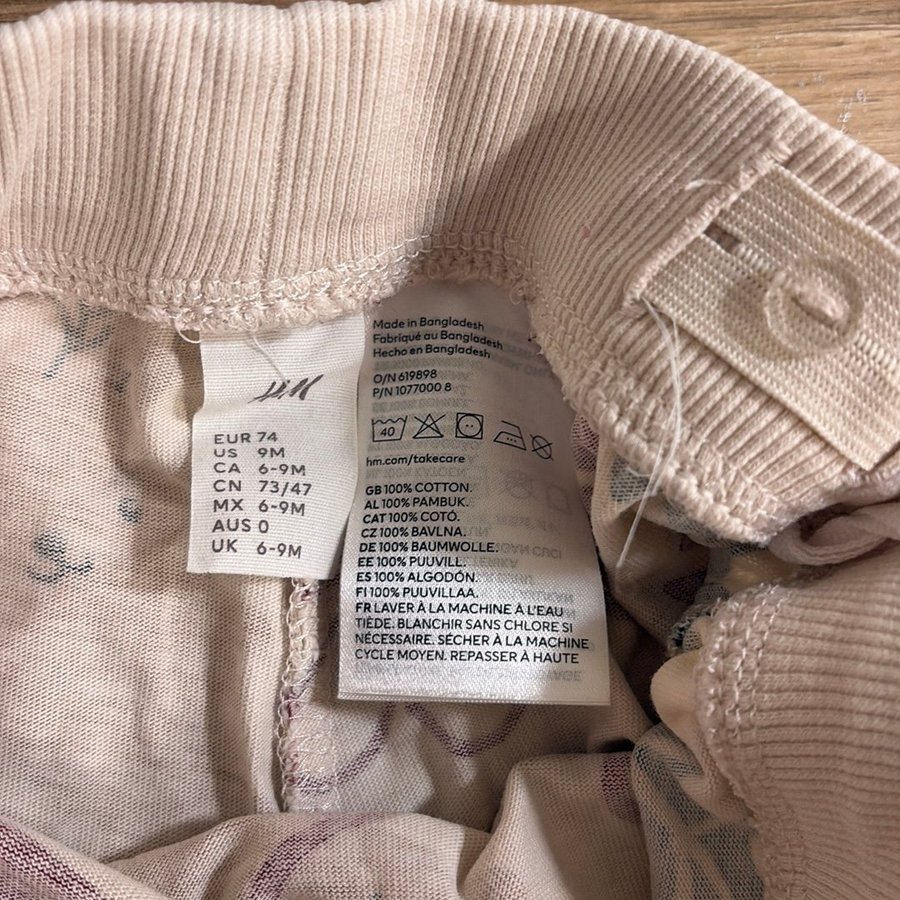 H&M
EUR 74
US 9M
CA 6-9M
CN 73/47
MX 6-9M
AUS 0
UK 6-9M
Made in Bangladesh
Fabriqué au Bangladesh
Hecho en Bangladesh
O/N 619898
P/N 1077000 8
40
hm.com/takecare
GB 100% COTTON.
AL 100% PAMBUK.
CAT 100% COTÓ.
CZ 100% BAVLNA.
DE 100% BAUMWOLLE.
EE 100% PUUVILL.
ES 100% ALGODÓN.
FI 100% PUUVILLAA.
FR LAVER À LA MACHINE À L'EAU
TIÈDE. BLANCHIR SANS CHLORE SI
NÉCESSAIRE. SÉCHER À LA MACHINE
CYCLE MOYEN. REPASSER À HAUTE